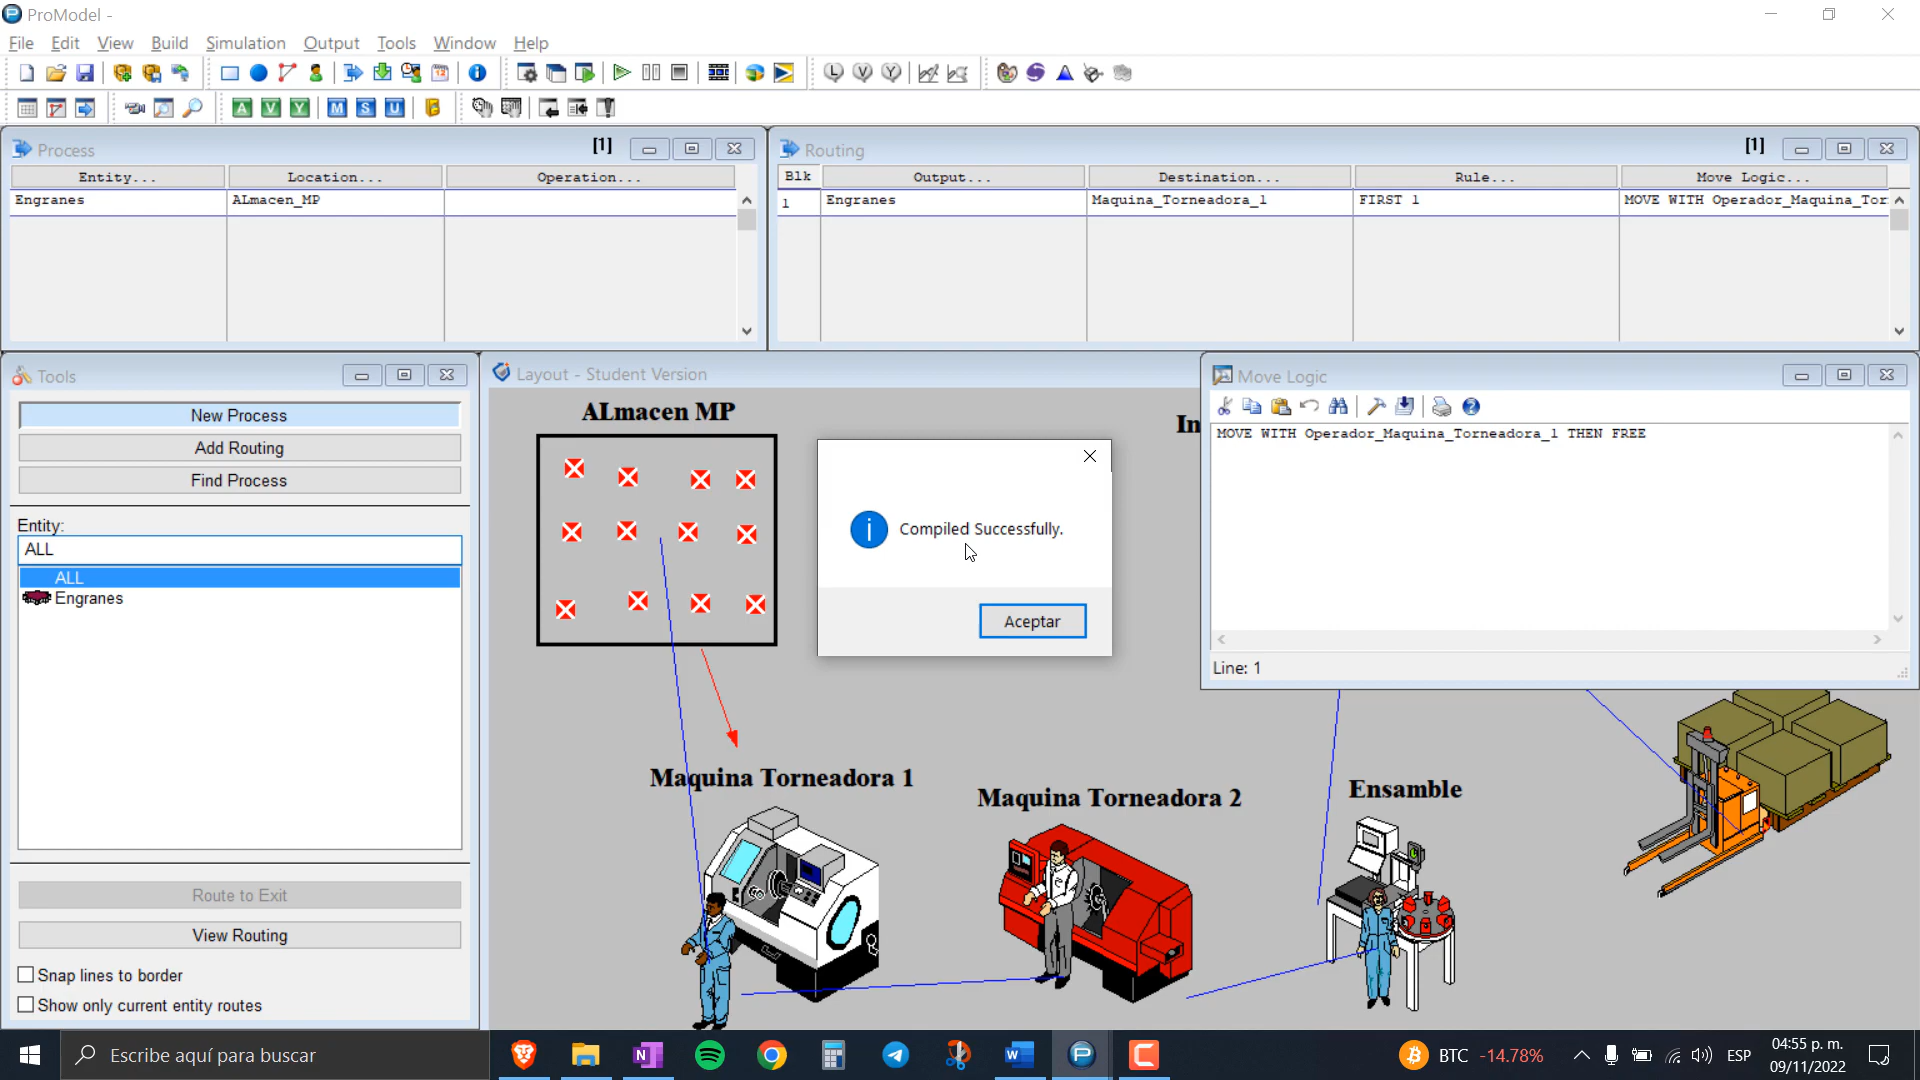 ProModel -
File Edit View Build Simulation Output Tools Window Help
Process [1]
Entity... Location... Operation...
Engranes ALmacen_MP
Routing [1]
Blk Output... Destination... Rule... Move Logic...
1 Engranes Maquina_Torneadora_1 FIRST 1 MOVE WITH Operador_Maquina_Tor
Tools
New Process
Add Routing
Find Process
Entity:
ALL
ALL
Engranes
Route to Exit
View Routing
Snap lines to border
Show only current entity routes
Layout - Student Version
ALmacen MP
In
Compiled Successfully.
Aceptar
Move Logic
MOVE WITH Operador_Maquina_Torneadora_1 THEN FREE
Line: 1
Maquina Torneadora 1
Maquina Torneadora 2
Ensamble
Escribe aquí para buscar
BTC -14.78%
ESP
04:55 p. m.
09/11/2022